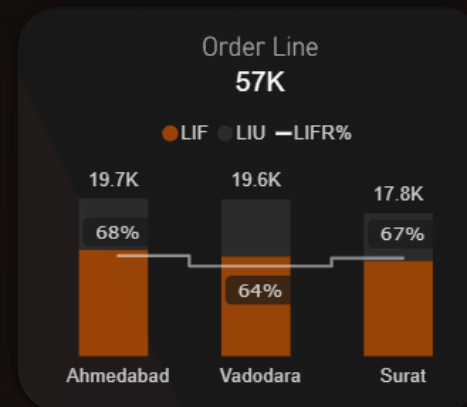 Order Line
57K
LIF LIU LIFR%
19.7K 19.6K 17.8K
68% 67%
64%
Ahmedabad Vadodara Surat